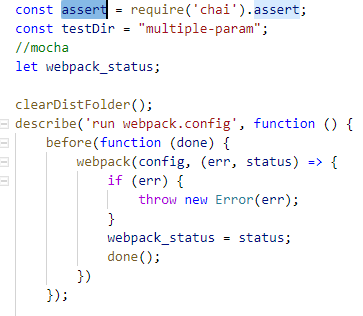 const assert = require('chai').assert;
const testDir = "multiple-param";
//mocha
let webpack_status;
clearDistFolder();
describe('run webpack.config', function () {
before(function (done) {
webpack(config, (err, status) => {
if (err) {
throw new Error(err);
}
webpack_status = status;
done();
})
});